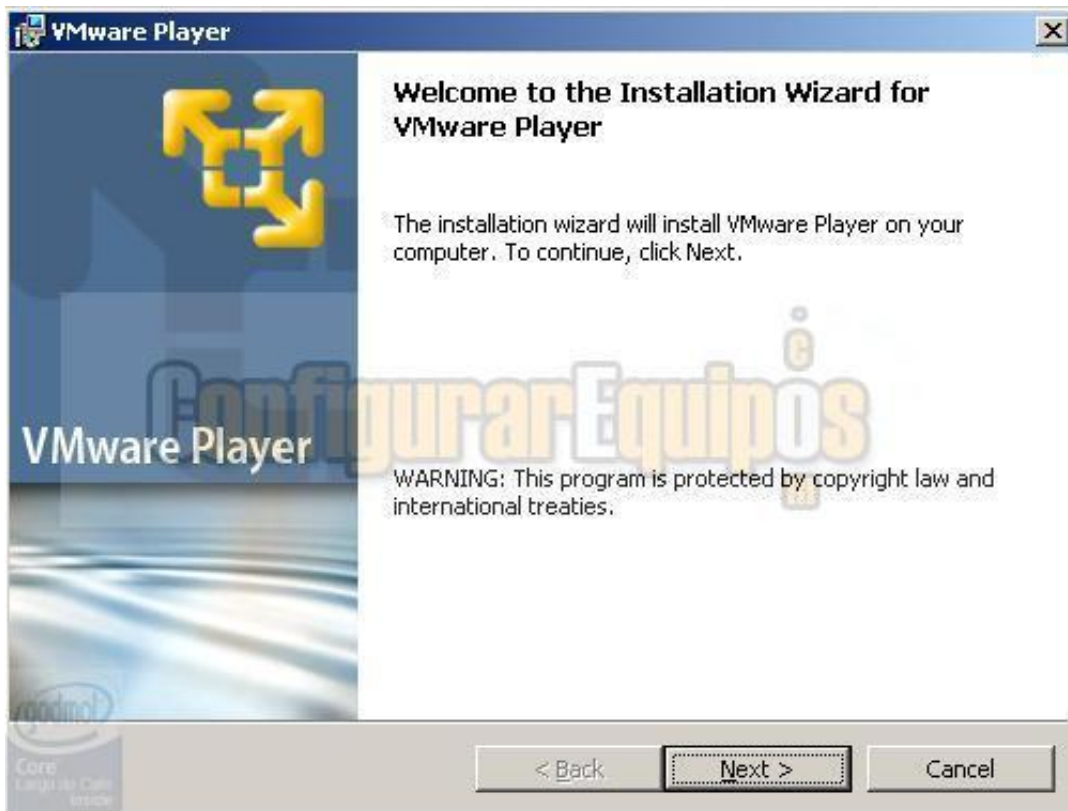 VMware Player
Welcome to the Installation Wizard for
VMware Player
The installation wizard will install VMware Player on your
computer. To continue, click Next.
ConfigurarEquipos
VMware Player
WARNING: This program is protected by copyright law and
international treaties.
Core
Inside
< Back
Next >
Cancel